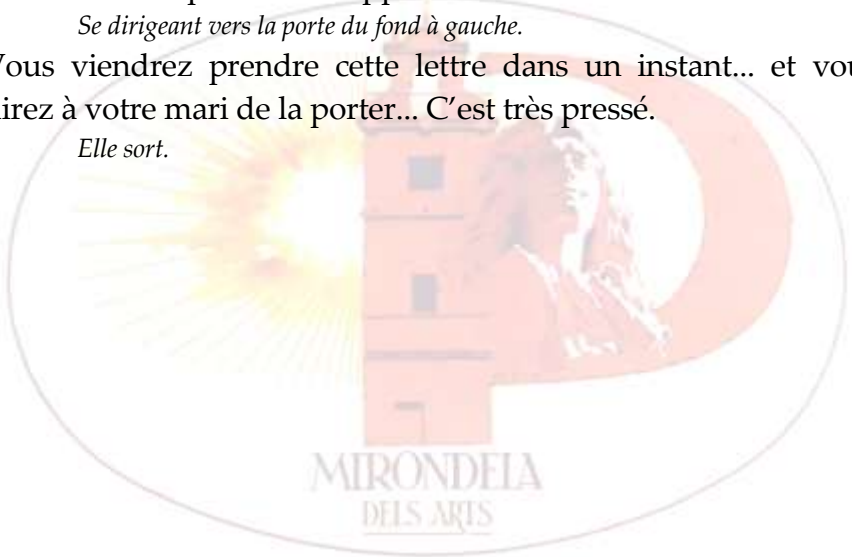 Se dirigeant vers la porte du fond à gauche.
Vous viendrez prendre cette lettre dans un instant... et vou
direz à votre mari de la porter... C’est très pressé.
Elle sort.
MIRONDELA
DELS ARTS